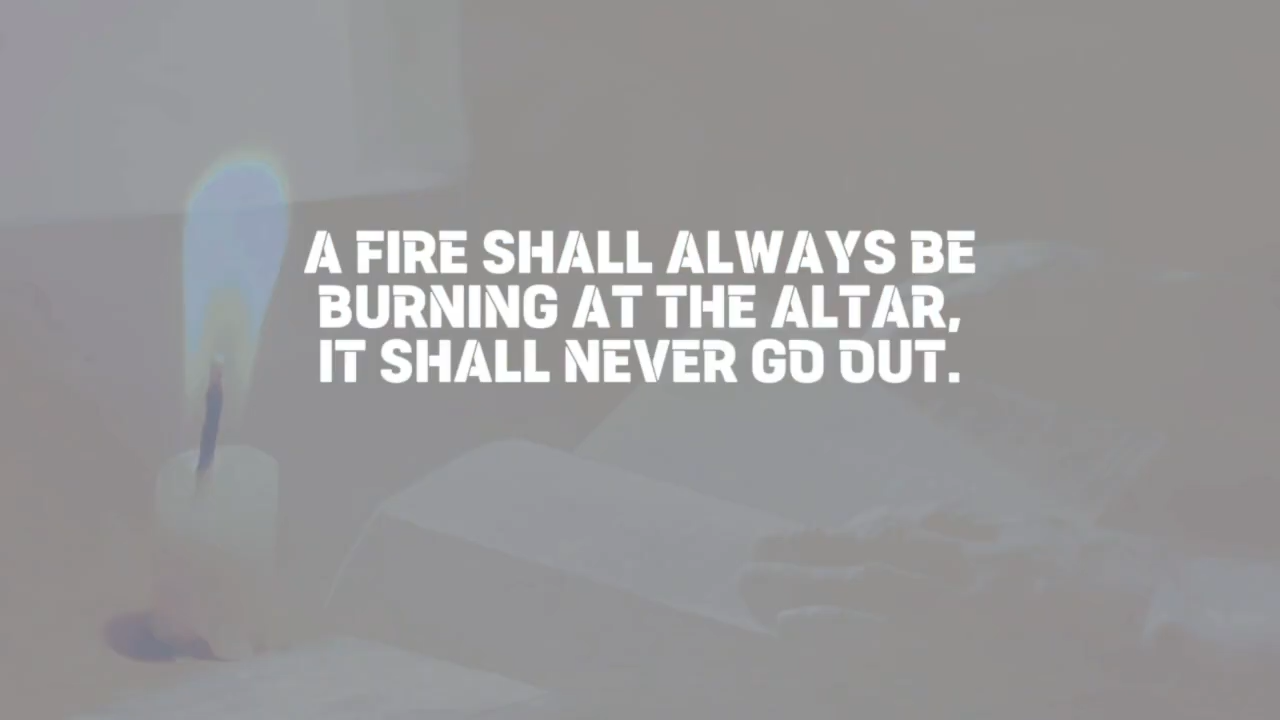 A FIRE SHALL ALWAYS BE
BURNING AT THE ALTAR,
IT SHALL NEVER GO OUT.